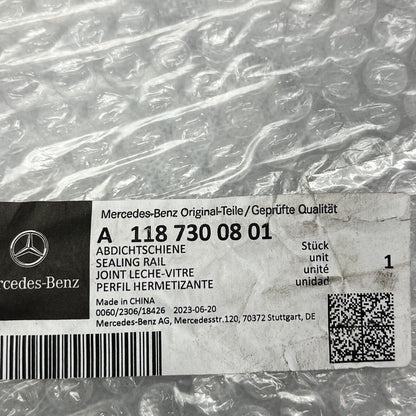 Mercedes-Benz Original-Teile/Geprüfte Qualität
A 118 730 08 01
ABDICHTSCHIENE
SEALING RAIL
JOINT LECHE-VITRE
PERFIL HERMETIZANTE
Stück
unit
unité
unidad
1
rcedes-Benz
Made in CHINA
0060/2306/18426 2023-06-20
Mercedes-Benz AG, Mercedesstr.120, 70372 Stuttgart, DE